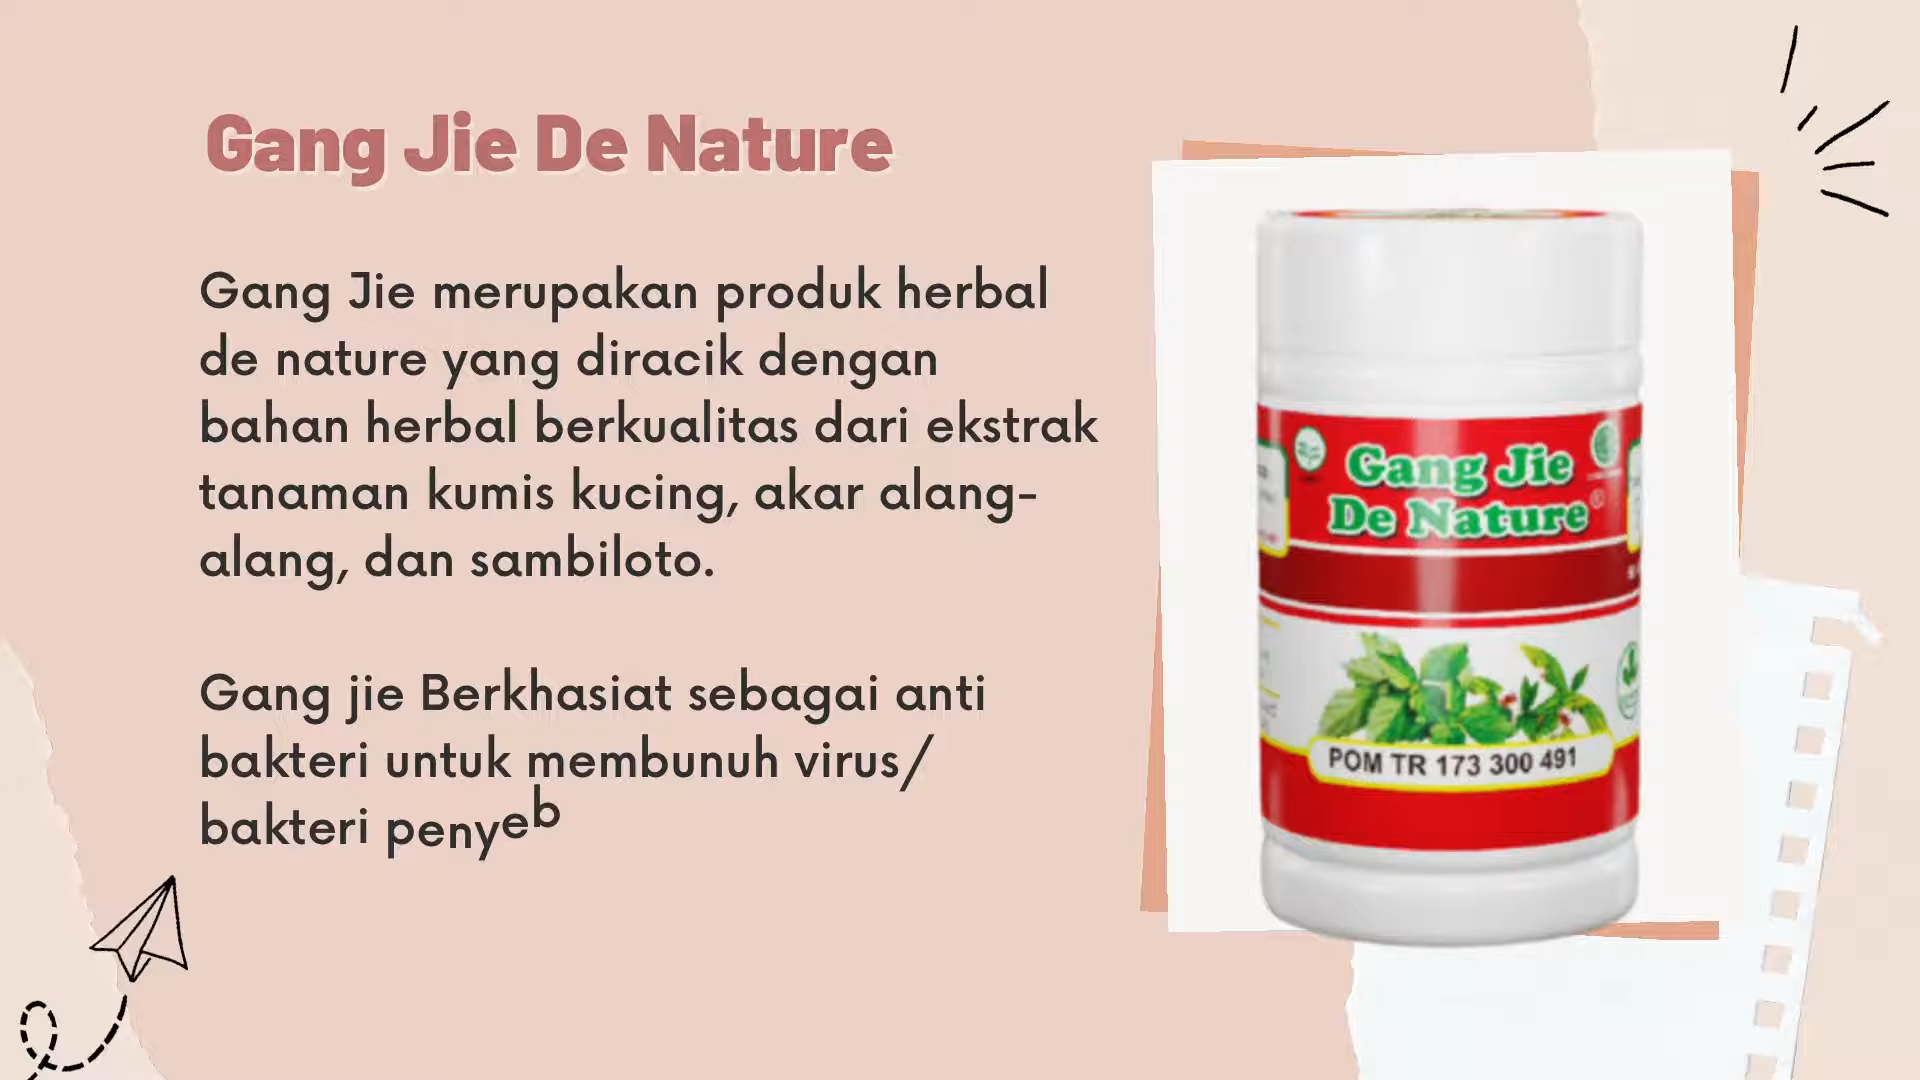 Gang Jie De Nature
Gang Jie merupakan produk herbal
de nature yang diracik dengan
bahan herbal berkualitas dari ekstrak
tanaman kumis kucing, akar alang-
alang, dan sambiloto.
Gang jie Berkhasiat sebagai anti
bakteri untuk membunuh virus/
bakteri penyeb
Gang Jie
De Nature®
POM TR 173 300 491